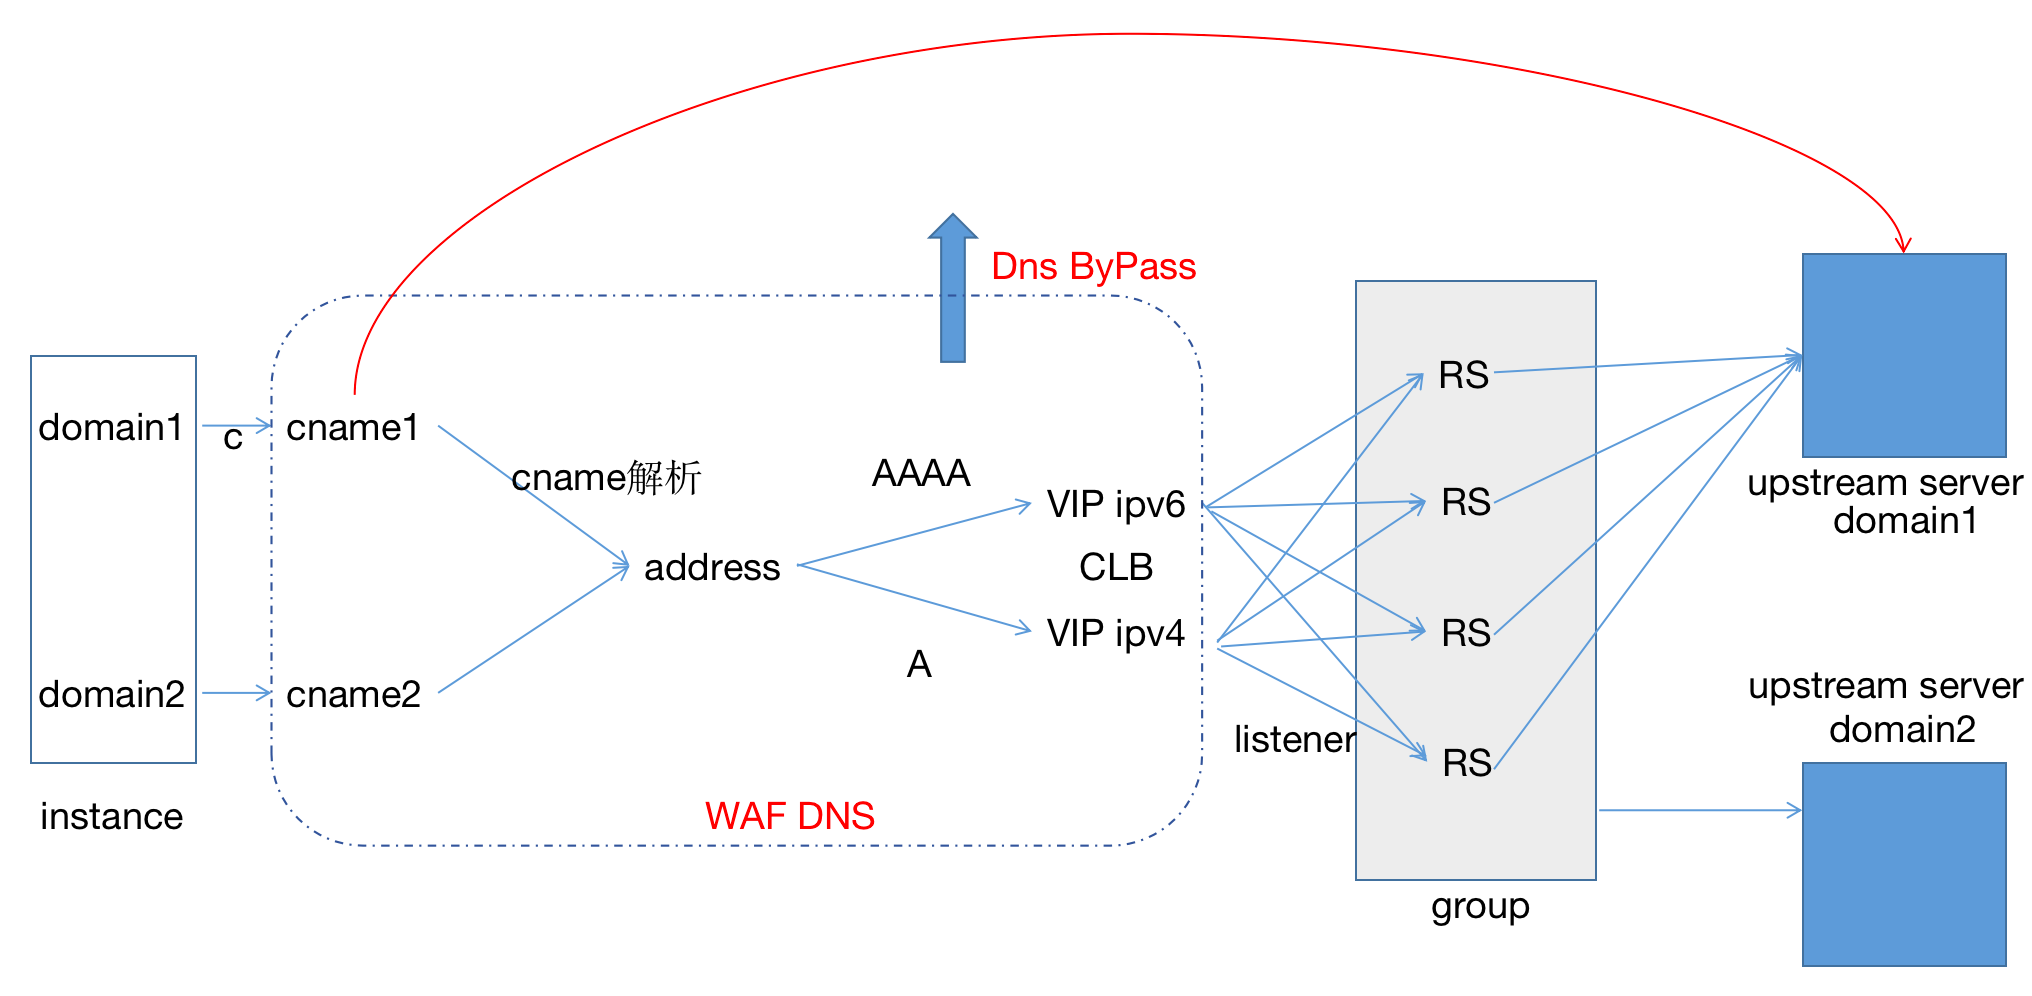 Dns ByPass
domain1
c
cname1
cname解析
AAAA
VIP ipv6
CLB
VIP ipv4
address
A
domain2
cname2
instance
WAF DNS
listener
RS
RS
RS
RS
group
upstream server
domain1
upstream server
domain2